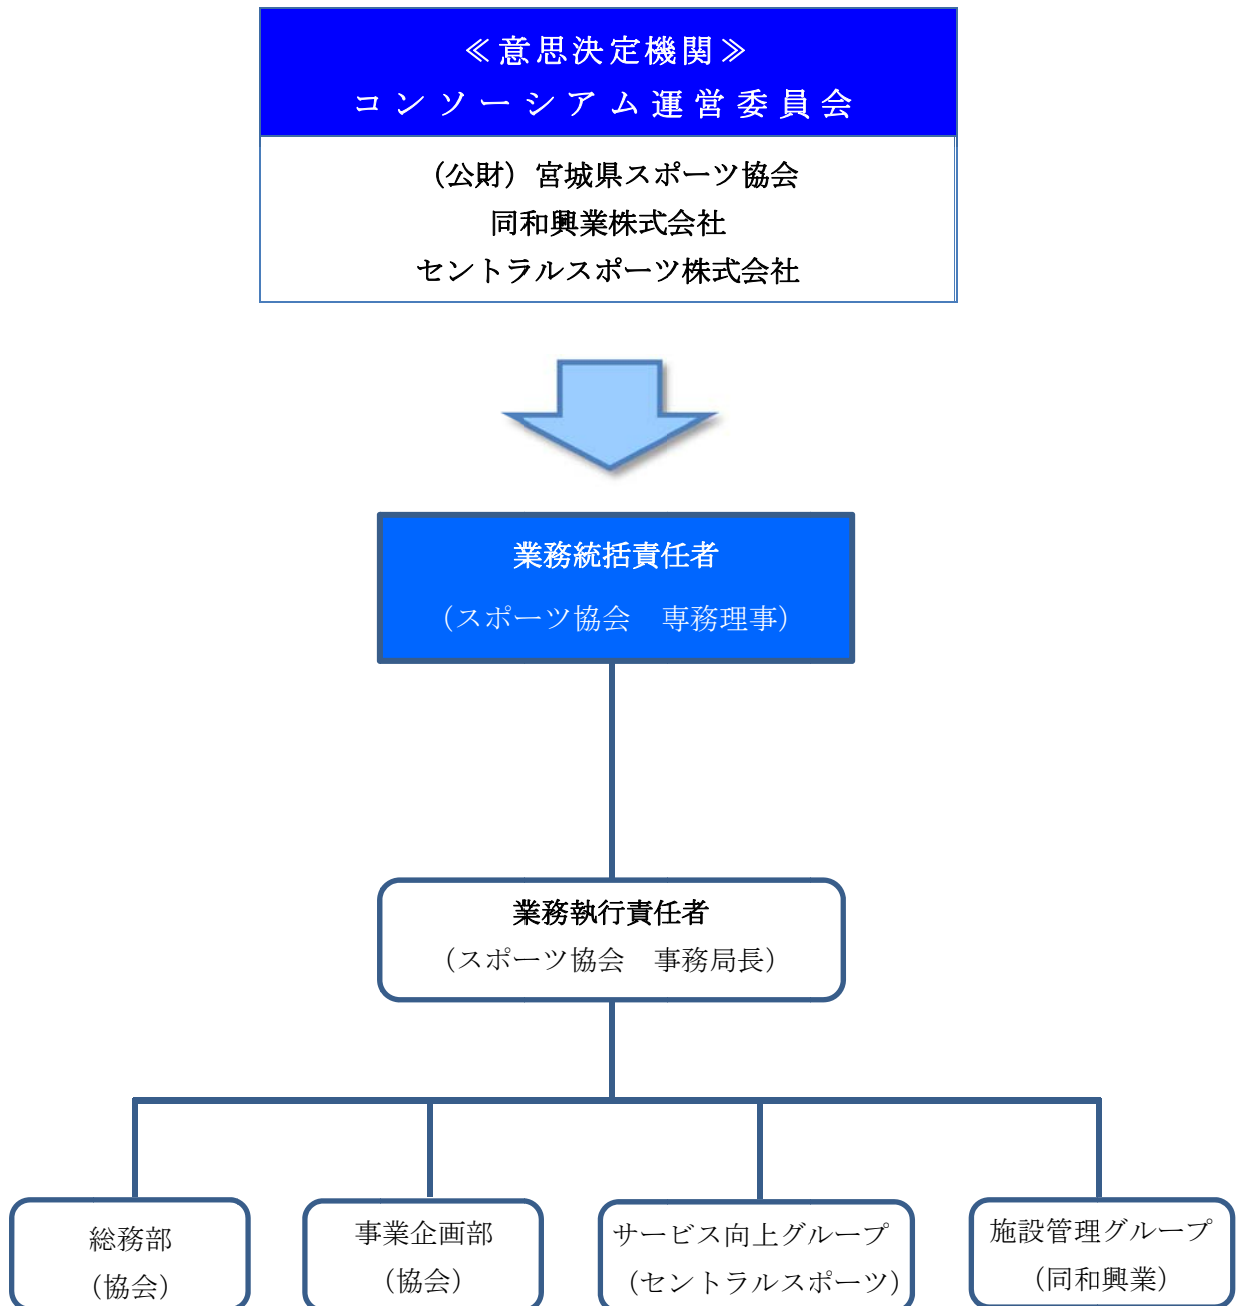 ≪意思決定機関≫
コンソーシアム運営委員会
（公財）宮城県スポーツ協会
同和興業株式会社
セントラルスポーツ株式会社
業務統括責任者
（スポーツ協会　専務理事）
業務執行責任者
（スポーツ協会　事務局長）
総務部
（協会）
事業企画部
（協会）
サービス向上グループ
（セントラルスポーツ）
施設管理グループ
（同和興業）